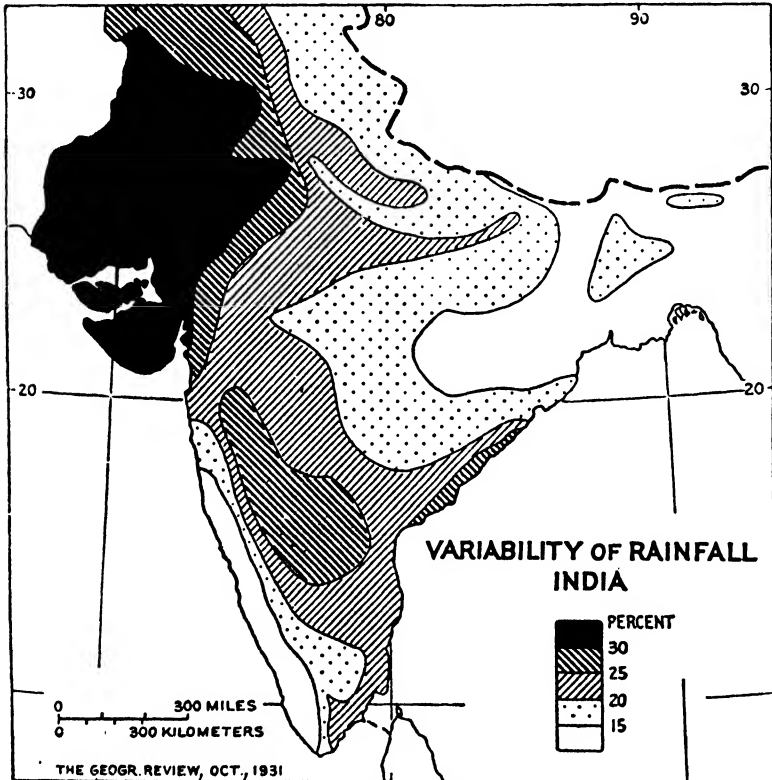 80 90
30 30
20 20
VARIABILITY OF RAINFALL
INDIA
PERCENT
30
25
20
15
0 300 MILES
0 300 KILOMETERS
THE GEOGR. REVIEW, OCT., 1931